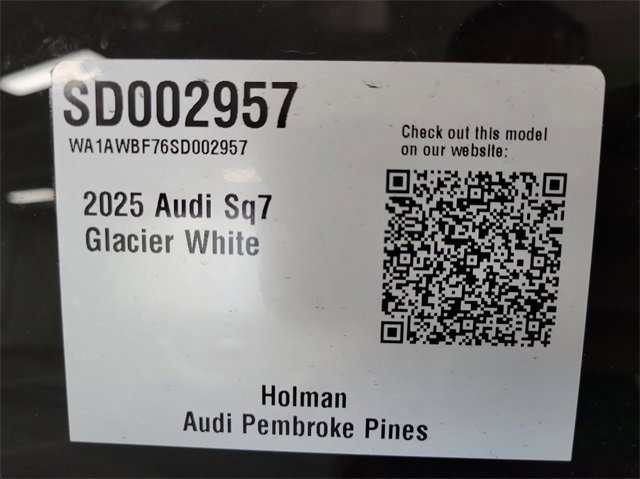 SD002957
WA1AWBF76SD002957
Check out this model
on our website:
2025 Audi Sq7
Glacier White
Holman
Audi Pembroke Pines